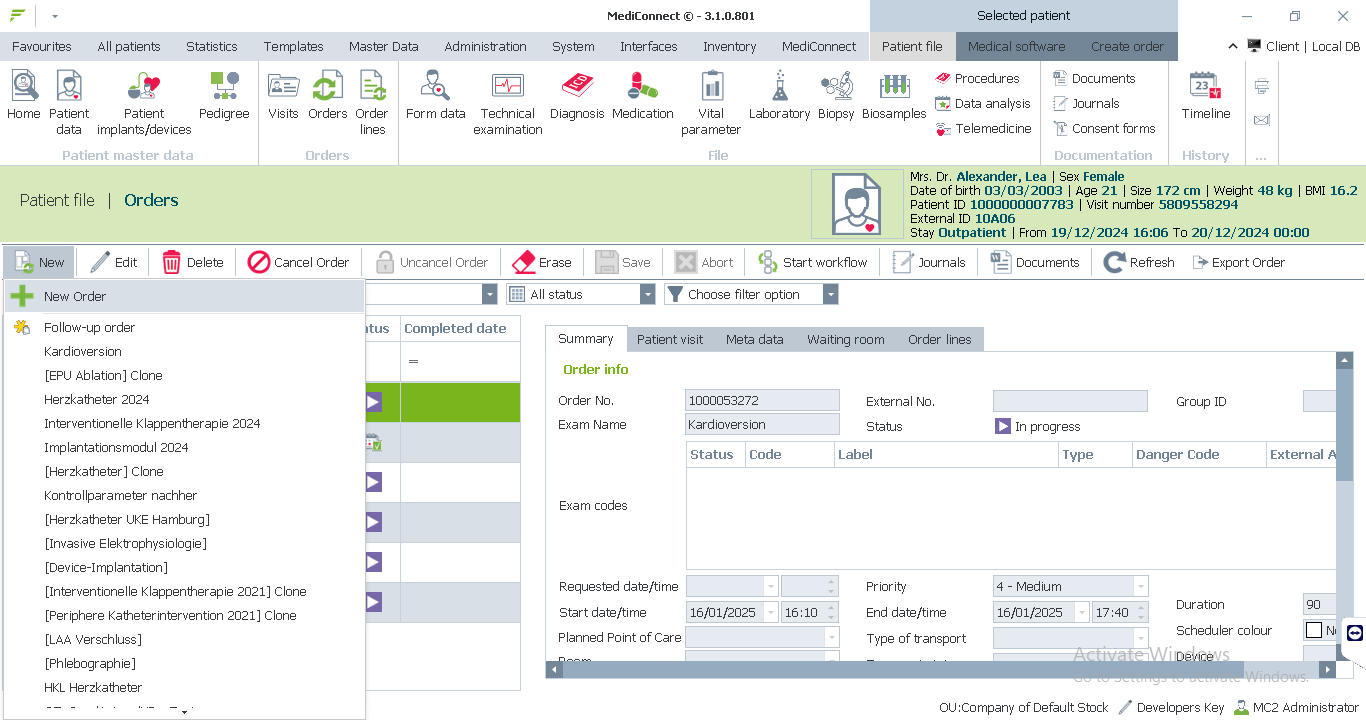 MediConnect © - 3.1.0.801
Selected patient
Favourites All patients Statistics Templates Master Data Administration System Interfaces Inventory MediConnect Patient file Medical software Create order Client | Local DB
Home
Patient data
Patient implants/devices
Pedigree
Patient master data
Visits
Orders
Order lines
Orders
Form data
Technical examination
Diagnosis
Medication
Vital parameter
Laboratory
Biopsy
Biosamples
Procedures
Data analysis
Telemedicine
File
Documents
Journals
Consent forms
Documentation
23
Timeline
History
...
Patient file | Orders
Mrs. Dr. Alexander, Lea | Sex Female
Date of birth 03/03/2003 | Age 21 | Size 172 cm | Weight 48 kg | BMI 16.2
Patient ID 1000000007783 | Visit number 5809558294
External ID 10A06
Stay Outpatient | From 19/12/2024 16:06 To 20/12/2024 00:00
New Edit Delete Cancel Order Uncancel Order Erase Save Abort Start workflow Journals Documents Refresh Export Order
New Order
Follow-up order
Kardioversion
[EPU Ablation] Clone
Herzkatheter 2024
Interventionelle Klappentherapie 2024
Implantationsmodul 2024
[Herzkatheter] Clone
Kontrollparameter nachher
[Herzkatheter UKE Hamburg]
[Invasive Elektrophysiologie]
[Device-Implantation]
[Interventionelle Klappentherapie 2021] Clone
[Periphere Katheterintervention 2021] Clone
[LAA Verschluss]
[Phlebographie]
HKL Herzkatheter
All status Choose filter option
atus Completed date
=
Summary Patient visit Meta data Waiting room Order lines
Order info
Order No. 1000053272 External No. Group ID
Exam Name Kardioversion Status In progress
Status Code Label Type Danger Code External A
Exam codes
Requested date/time Priority 4 - Medium
Start date/time 16/01/2025 16:10 End date/time 16/01/2025 17:40 Duration 90
Planned Point of Care Type of transport Scheduler colour No
Room Device
Activate Windows
Go to Settings to activate Windows.
OU:Company of Default Stock Developers Key MC2 Administrator